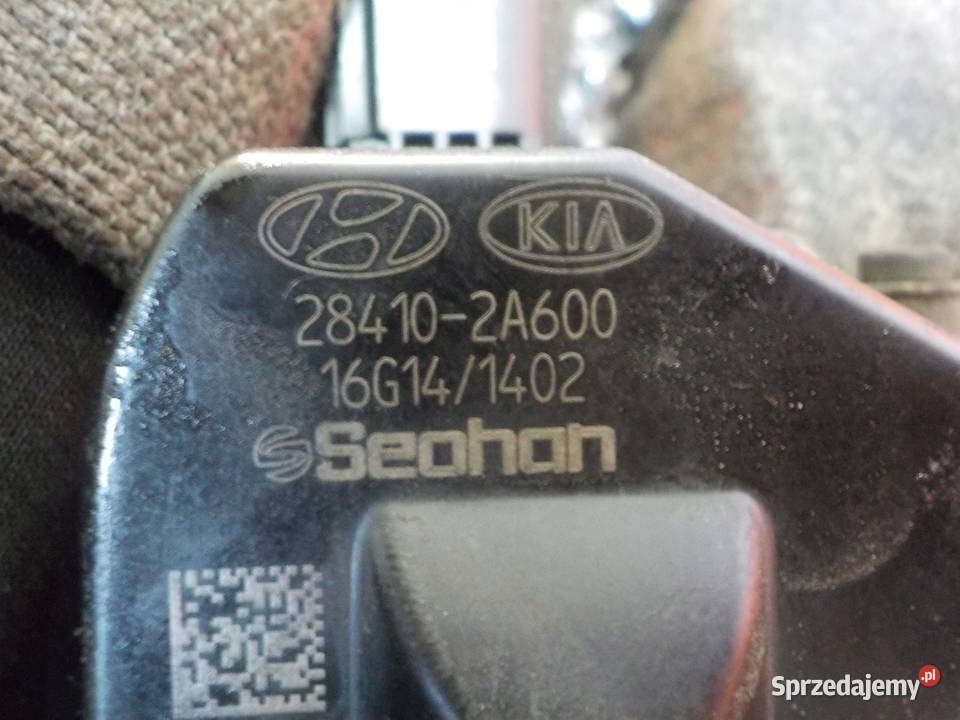 KIA
28410-2A600
16G14/1402
Seohan
Sprzedajemy.pl